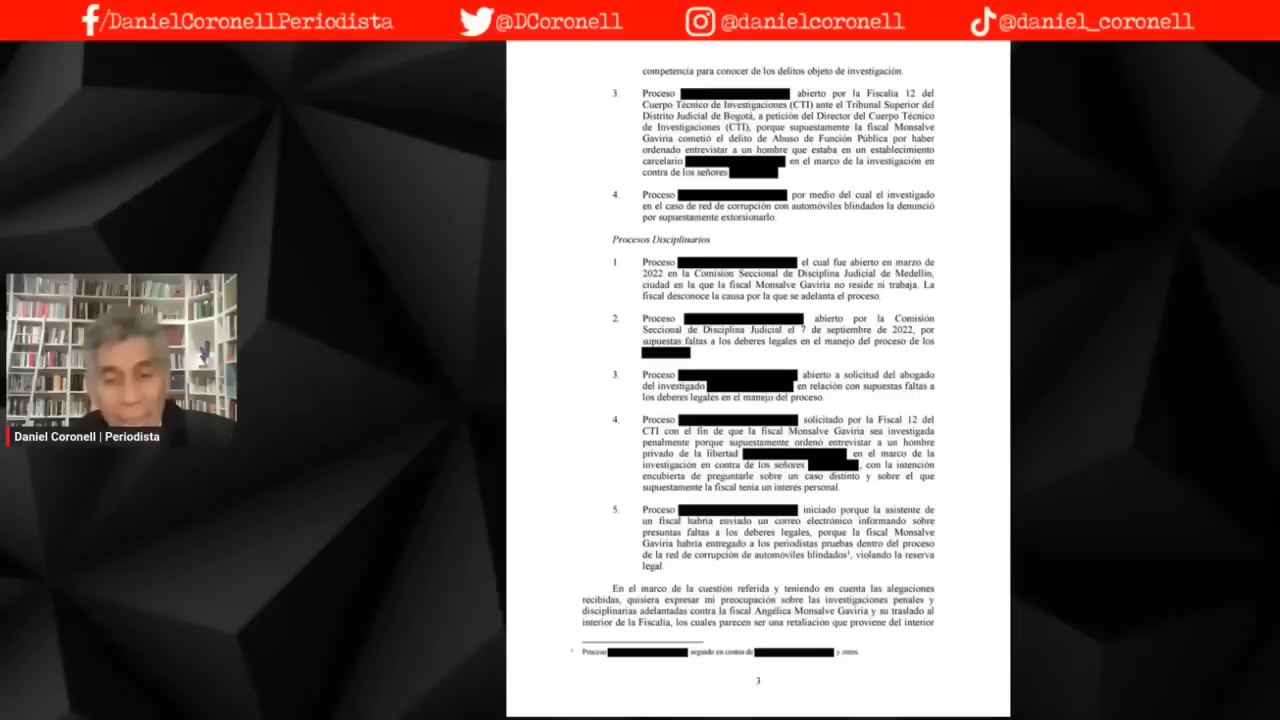 /DanielCoronellPeriodista
@DCoronell
@danielcoronell
@daniel_coronell
competencia para conocer de los delitos objeto de investigación.
3. Proceso abierto por la Fiscalía 12 del
Cuerpo Técnico de Investigaciones (CTI) ante el Tribunal Superior del
Distrito Judicial de Bogotá, a petición del Director del Cuerpo Técnico
de Investigaciones (CTI), porque supuestamente la fiscal Monsalve
Gaviria cometió el delito de Abuso de Función Pública por haber
ordenado entrevistar a un hombre que estaba en un establecimiento
carcelario en el marco de la investigación en
contra de los señores
4. Proceso por medio del cual el investigado
en el caso de red de corrupción con automóviles blindados la denunció
por supuestamente extorsionarlo.
Procesos Disciplinarios
1. Proceso el cual fue abierto en marzo de
2022 en la Comisión Seccional de Disciplina Judicial de Medellín,
ciudad en la que la fiscal Monsalve Gaviria no reside ni trabaja. La
fiscal desconoce la causa por la que se adelanta el proceso.
2. Proceso abierto por la Comisión
Seccional de Disciplina Judicial el 7 de septiembre de 2022, por
supuestas faltas a los deberes legales en el manejo del proceso de los
3. Proceso abierto a solicitud del abogado
del investigado en relación con supuestas faltas a
los deberes legales en el manejo del proceso.
4. Proceso solicitado por la Fiscal 12 del
CTI con el fin de que la fiscal Monsalve Gaviria sea investigada
penalmente porque supuestamente ordenó entrevistar a un hombre
privado de la libertad en el marco de la
investigación en contra de los señores , con la intención
encubierta de preguntarle sobre un caso distinto y sobre el que
supuestamente la fiscal tenía un interés personal.
5. Proceso iniciado porque la asistente de
un fiscal habría enviado un correo electrónico informando sobre
presuntas faltas a los deberes legales, porque la fiscal Monsalve
Gaviria habría entregado a los periodistas pruebas dentro del proceso
de la red de corrupción de automóviles blindados¹, violando la reserva
legal.
En el marco de la cuestión referida y teniendo en cuenta las alegaciones
recibidas, quisiera expresar mi preocupación sobre las investigaciones penales y
disciplinarias adelantadas contra la fiscal Angélica Monsalve Gaviria y su traslado al
interior de la Fiscalía, los cuales parecen ser una retaliación que proviene del interior
¹ Proceso seguido en contra de y otros.
3
Daniel Coronell | Periodista